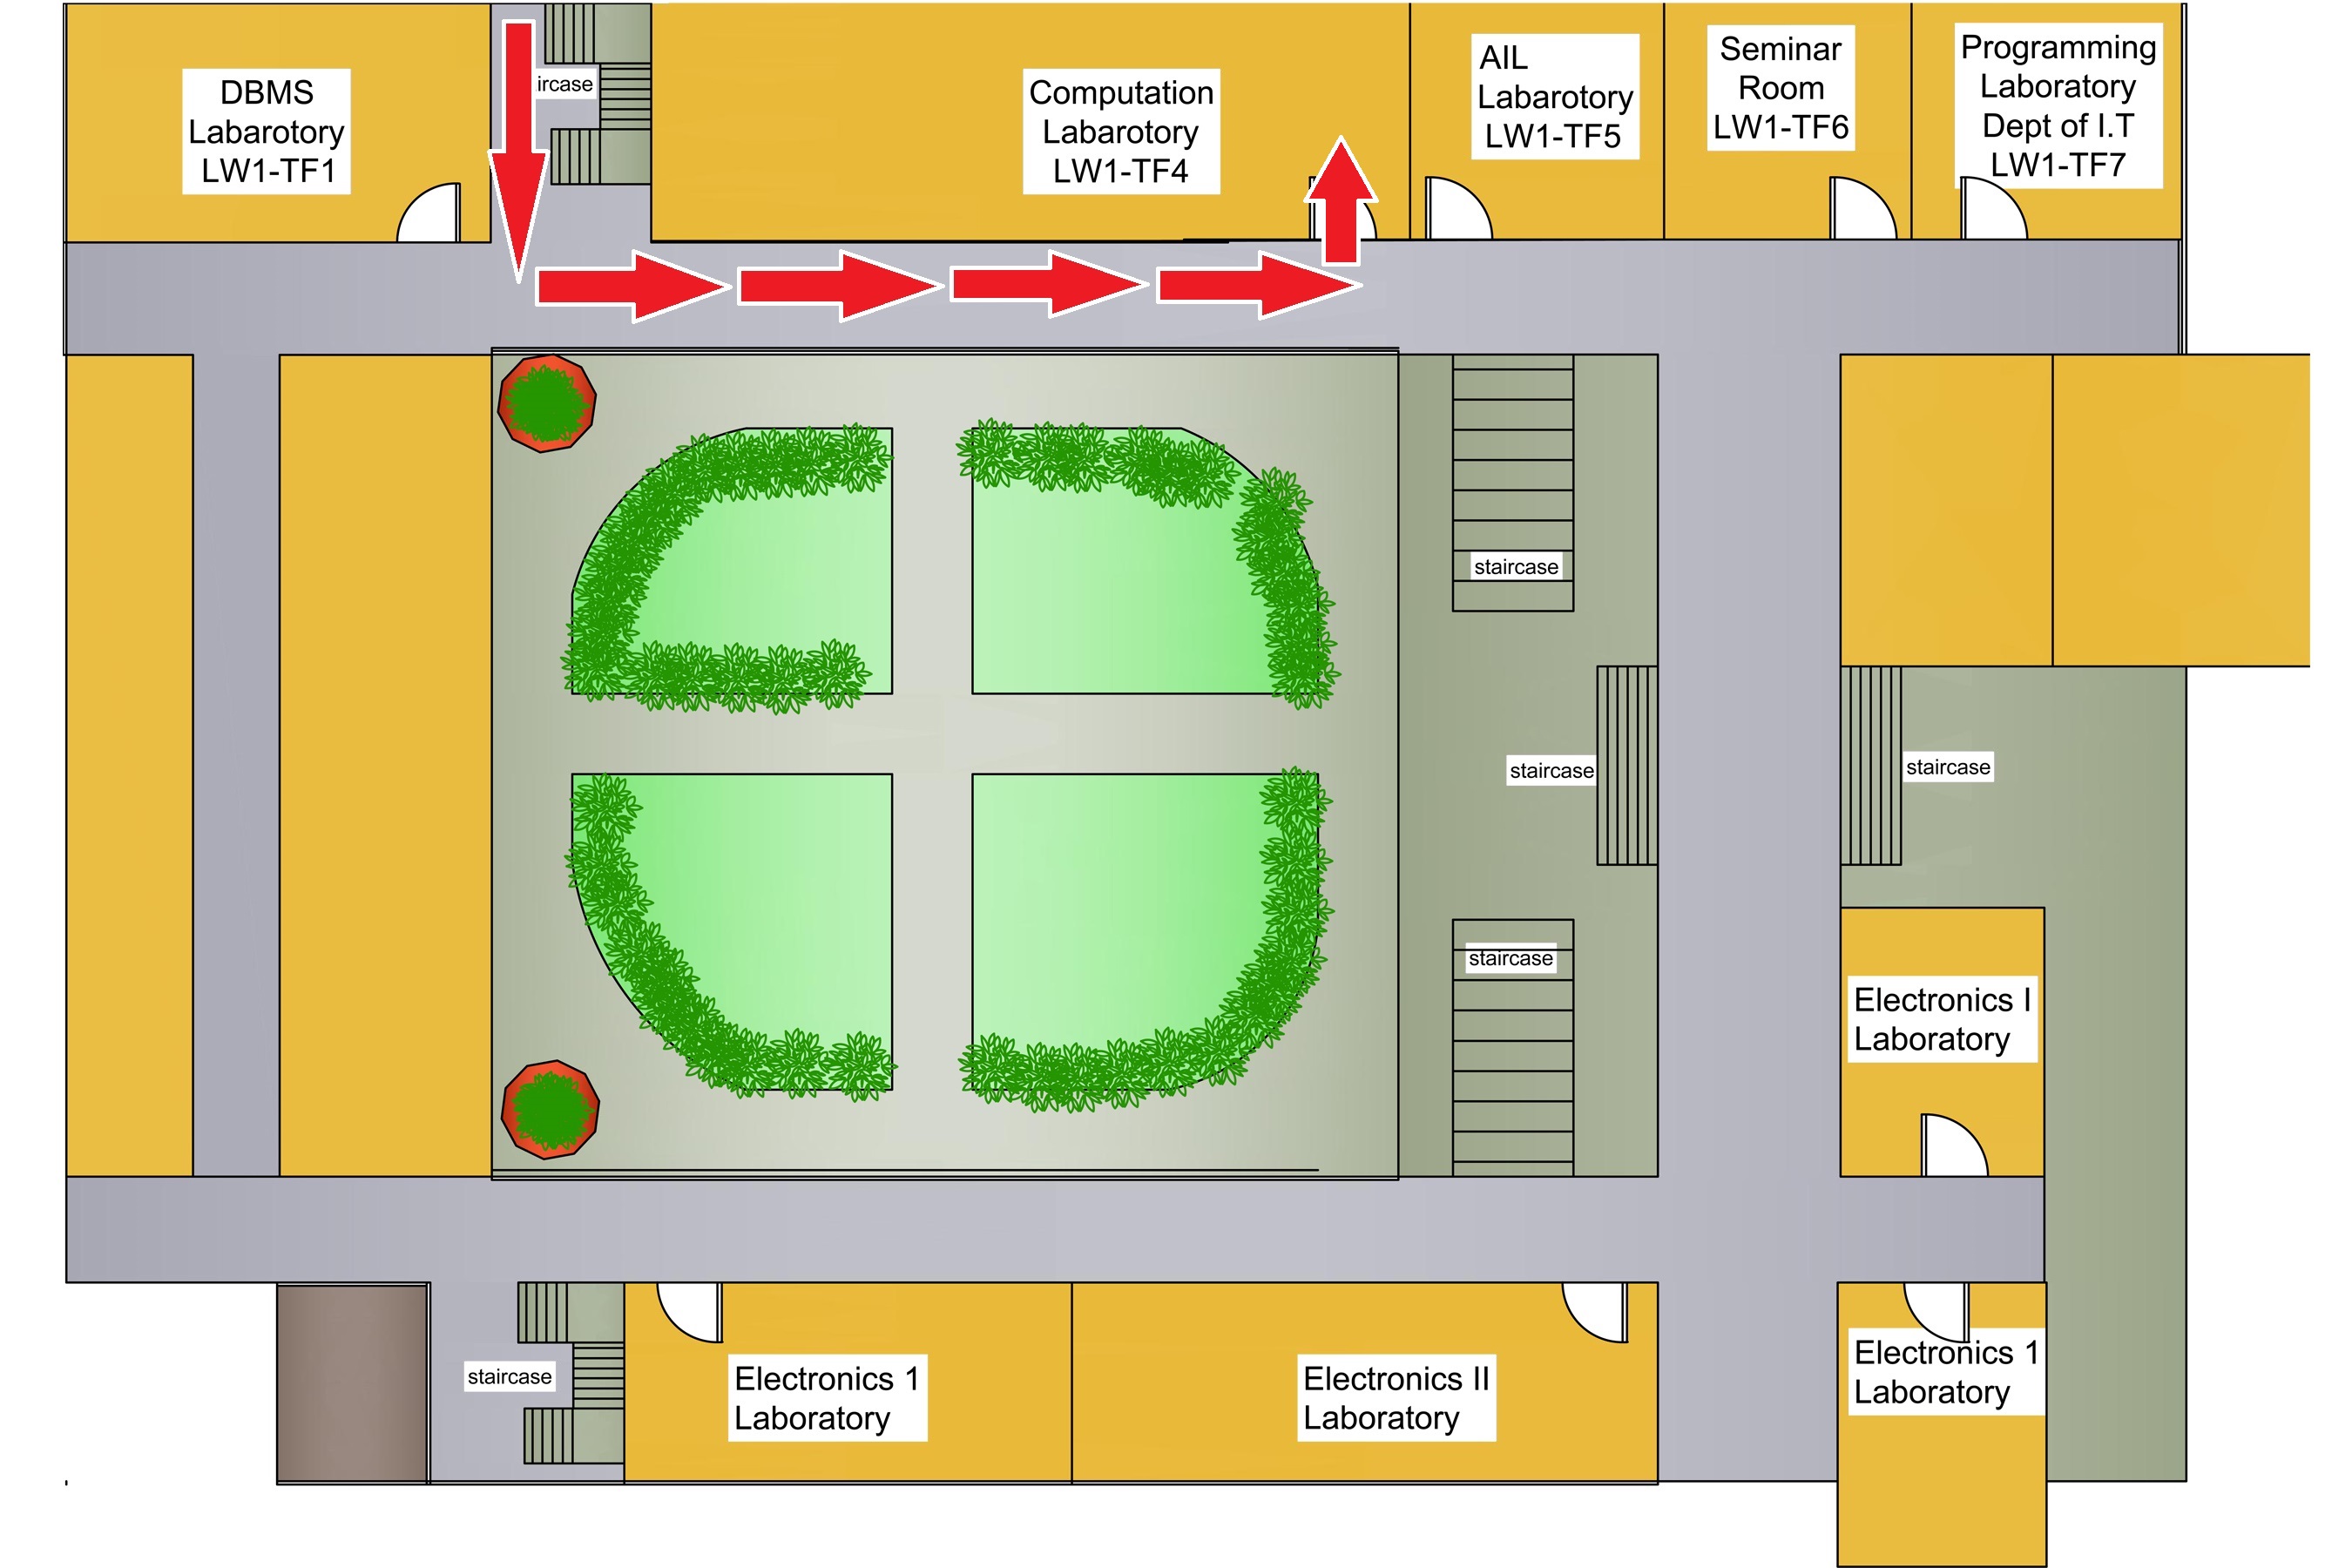 DBMS
Labarotory
LW1-TF1
ircase
Computation
Labarotory
LW1-TF4
AIL
Labarotory
LW1-TF5
Seminar
Room
LW1-TF6
Programming
Laboratory
Dept of I.T
LW1-TF7
staircase
staircase
staircase
staircase
Electronics I
Laboratory
staircase
Electronics 1
Laboratory
Electronics II
Laboratory
Electronics 1
Laboratory